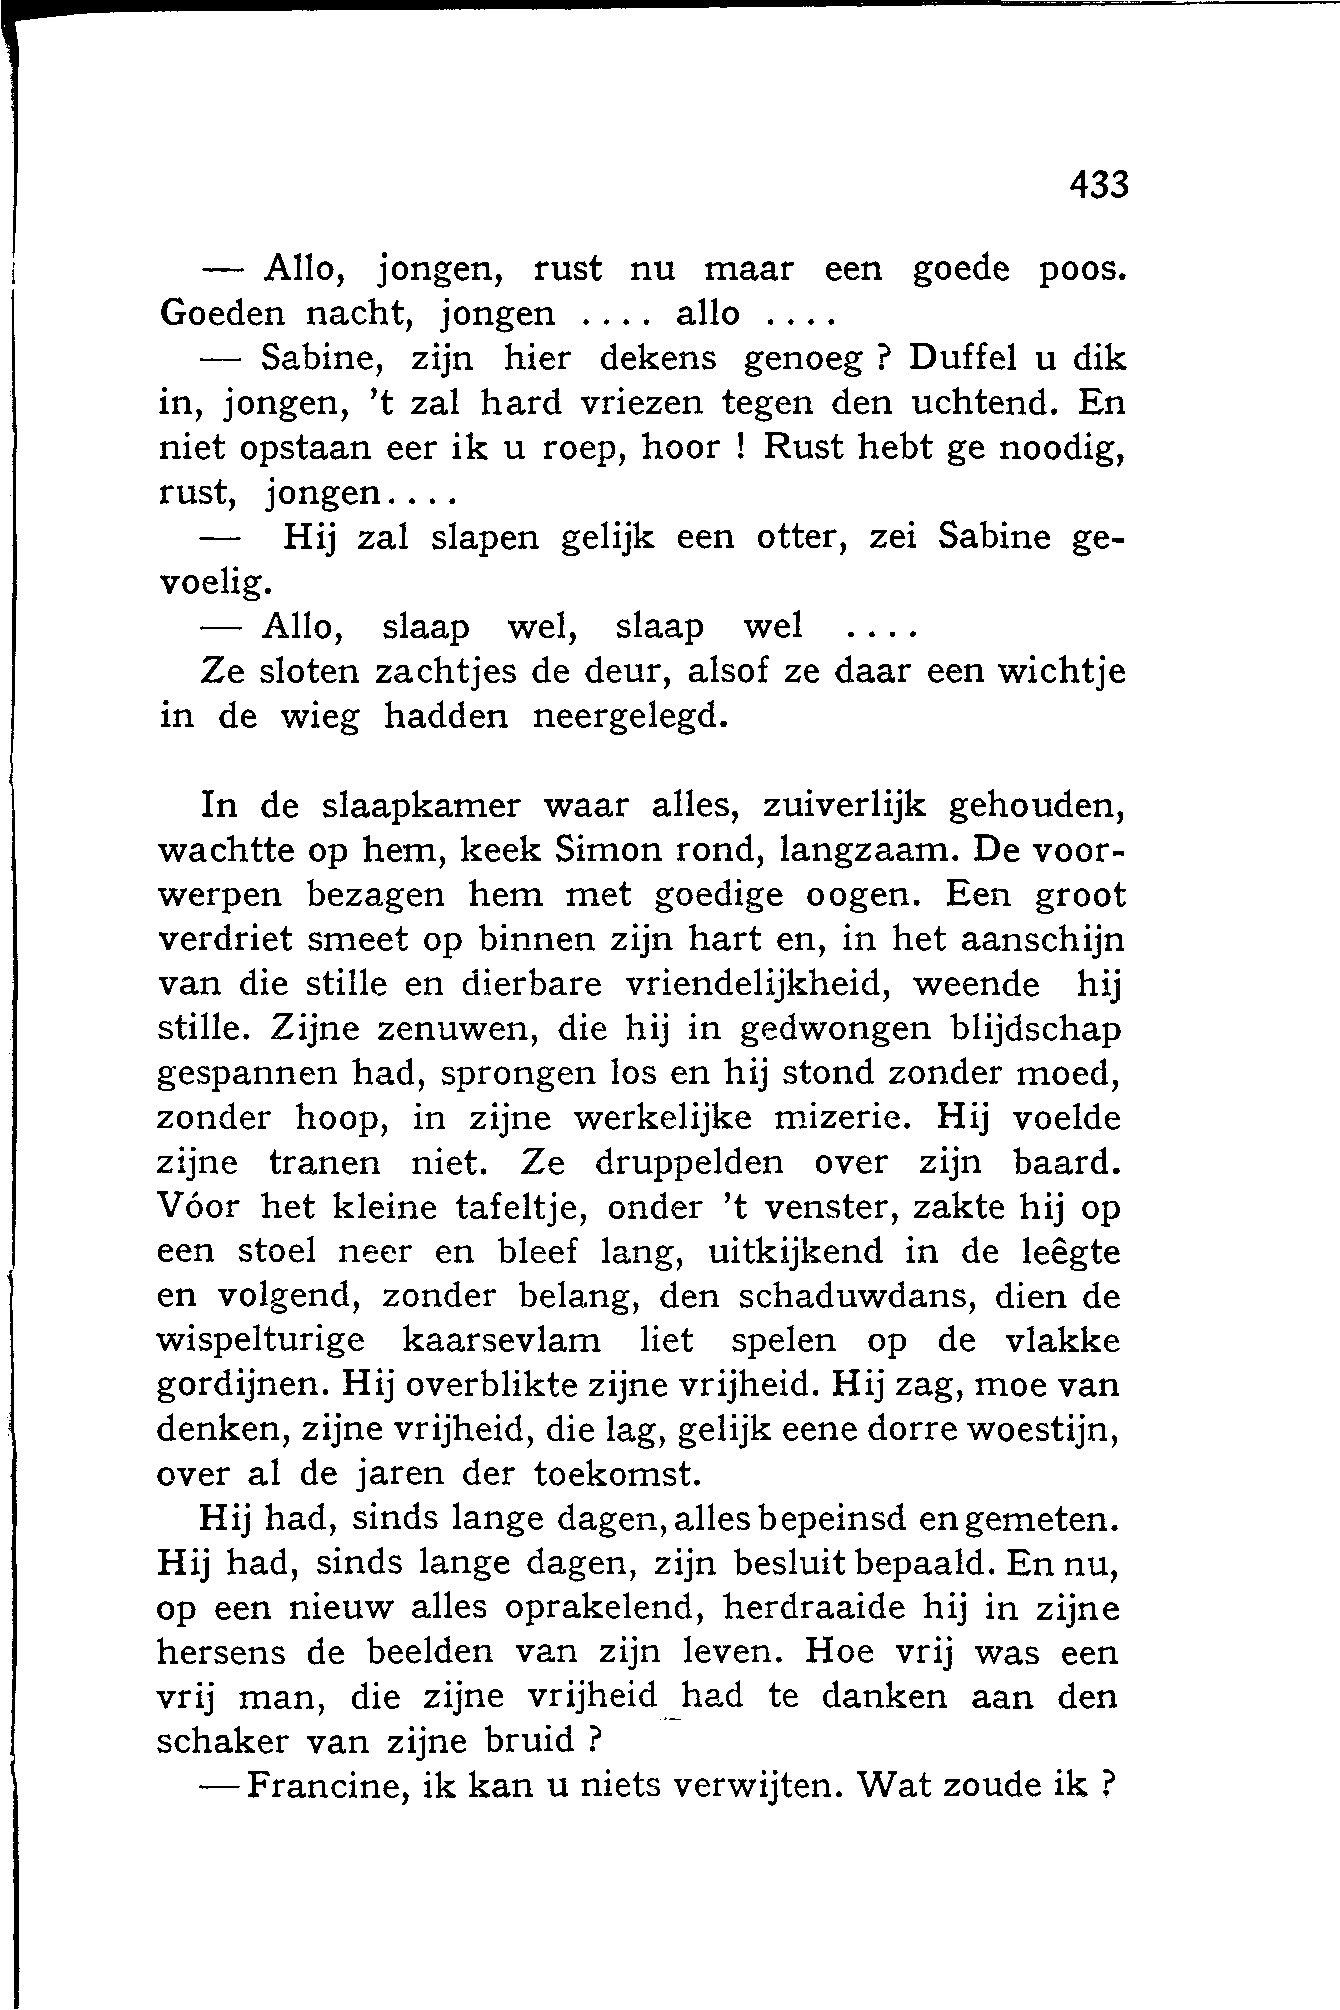 433
— Allo, jongen, rust nu maar een goede poos.
Goeden nacht, jongen .... allo ....
— Sabine, zijn hier dekens genoeg ? Duffel u dik
in, jongen, 't zal hard vriezen tegen den uchtend. En
niet opstaan eer ik u roep, hoor ! Rust hebt ge noodig,
rust, jongen....
— Hij zal slapen gelijk een otter, zei Sabine ge-
voelig.
— Allo, slaap wel, slaap wel ....
Ze sloten zachtjes de deur, alsof ze daar een wichtje
in de wieg hadden neergelegd.
In de slaapkamer waar alles, zuiverlijk gehouden,
wachtte op hem, keek Simon rond, langzaam. De voor-
werpen bezagen hem met goedige oogen. Een groot
verdriet smeet op binnen zijn hart en, in het aanschijn
van die stille en dierbare vriendelijkheid, weende hij
stille. Zijne zenuwen, die hij in gedwongen blijdschap
gespannen had, sprongen los en hij stond zonder moed,
zonder hoop, in zijne werkelijke mizerie. Hij voelde
zijne tranen niet. Ze druppelden over zijn baard.
Vóor het kleine tafeltje, onder 't venster, zakte hij op
een stoel neer en bleef lang, uitkijkend in de leêgte
en volgend, zonder belang, den schaduwdans, dien de
wispelturige kaarsevlam liet spelen op de vlakke
gordijnen. Hij overblikte zijne vrijheid. Hij zag, moe van
denken, zijne vrijheid, die lag, gelijk eene dorre woestijn,
over al de jaren der toekomst.
Hij had, sinds lange dagen, alles bepeinsd en gemeten.
Hij had, sinds lange dagen, zijn besluit bepaald. En nu,
op een nieuw alles oprakelend, herdraaide hij in zijne
hersens de beelden van zijn leven. Hoe vrij was een
vrij man, die zijne vrijheid had te danken aan den
schaker van zijne bruid ?
— Francine, ik kan u niets verwijten. Wat zoude ik ?